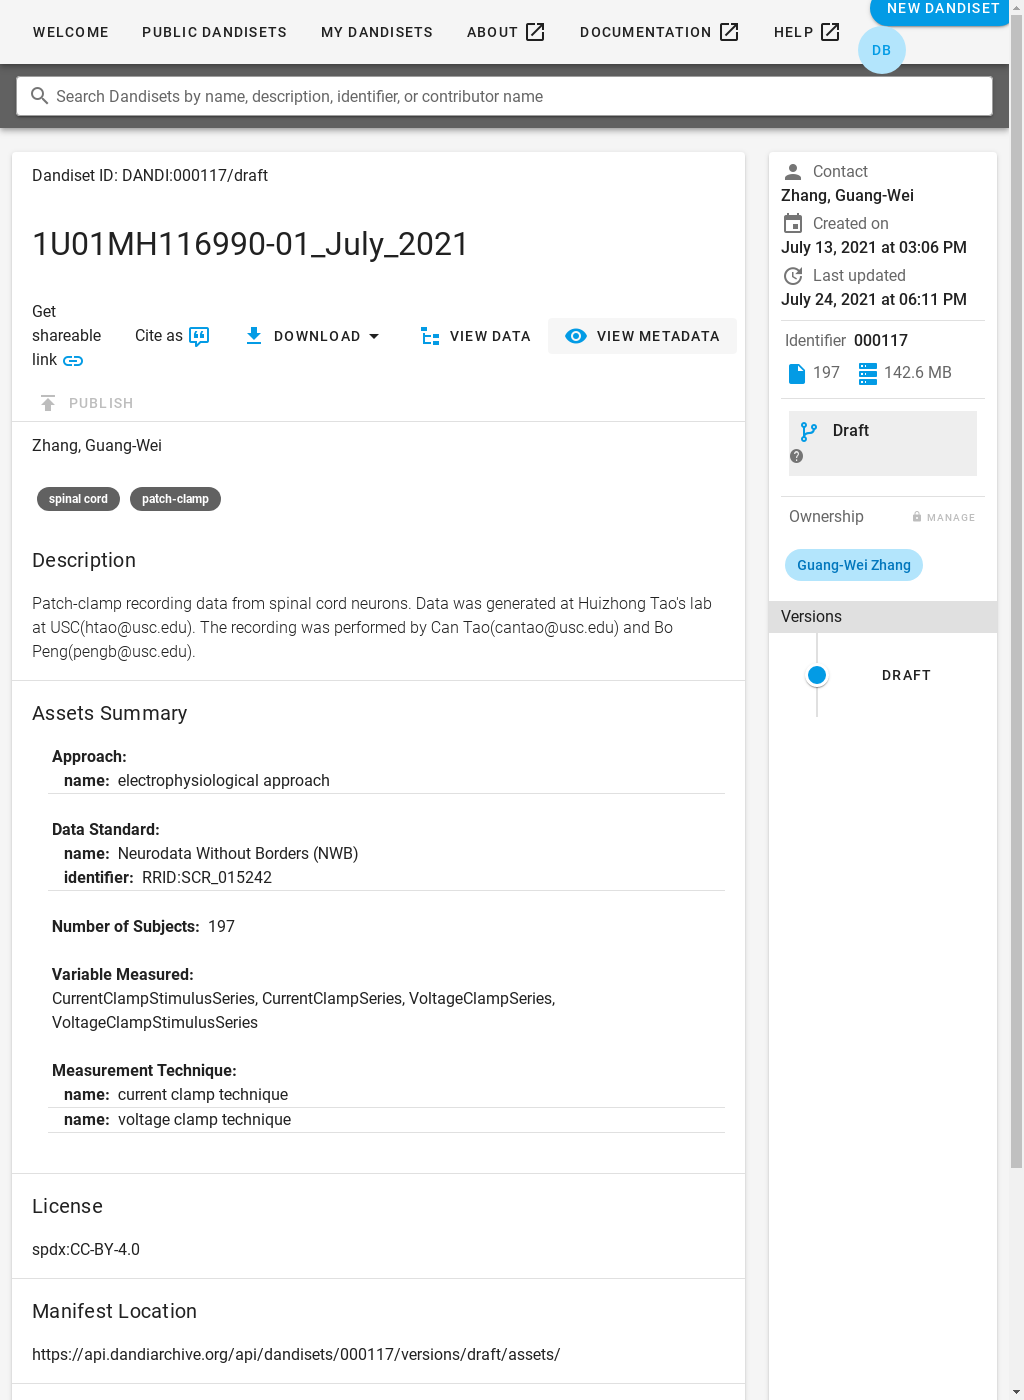 WELCOME
PUBLIC DANDISETS
MY DANDISETS
ABOUT
DOCUMENTATION
HELP
NEW DANDISET
DB
Search Dandisets by name, description, identifier, or contributor name
Dandiset ID: DANDI:000117/draft
1U01MH116990-01_July_2021
Get
shareable
link
Cite as
DOWNLOAD
VIEW DATA
VIEW METADATA
PUBLISH
Zhang, Guang-Wei
spinal cord
patch-clamp
Description
Patch-clamp recording data from spinal cord neurons. Data was generated at Huizhong Tao's lab
at USC(htao@usc.edu). The recording was performed by Can Tao(cantao@usc.edu) and Bo
Peng(pengb@usc.edu).
Assets Summary
Approach:
name: electrophysiological approach
Data Standard:
name: Neurodata Without Borders (NWB)
identifier: RRID:SCR_015242
Number of Subjects: 197
Variable Measured:
CurrentClampStimulusSeries, CurrentClampSeries, VoltageClampSeries,
VoltageClampStimulusSeries
Measurement Technique:
name: current clamp technique
name: voltage clamp technique
License
spdx:CC-BY-4.0
Manifest Location
https://api.dandiarchive.org/api/dandisets/000117/versions/draft/assets/
Contact
Zhang, Guang-Wei
Created on
July 13, 2021 at 03:06 PM
Last updated
July 24, 2021 at 06:11 PM
Identifier 000117
197
142.6 MB
Draft
Ownership
MANAGE
Guang-Wei Zhang
Versions
DRAFT